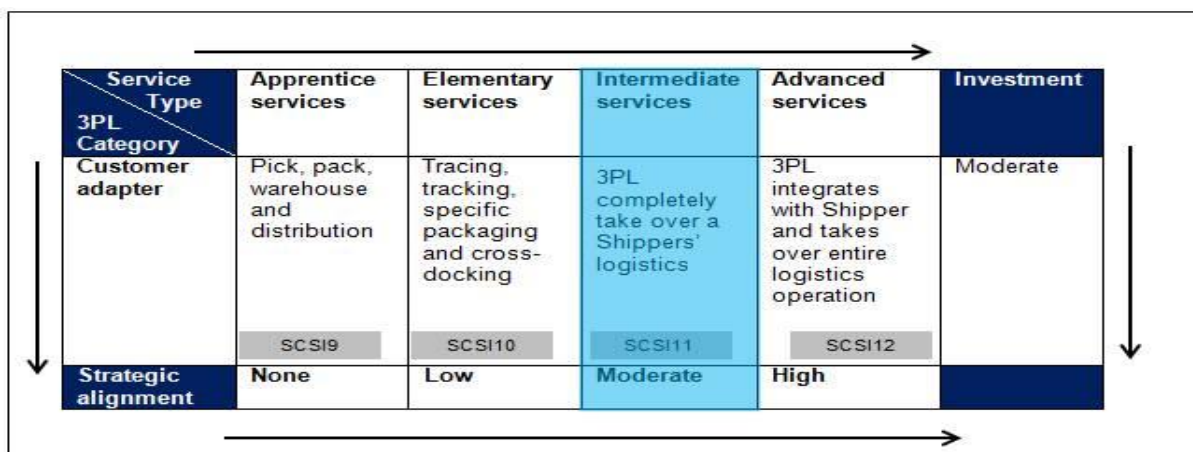 Service
Type
3PL
Category
Apprentice
services
Elementary
services
Intermediate
services
Advanced
services
Investment
Customer
adapter
Pick, pack,
warehouse
and
distribution
SCSI9
Tracing,
tracking,
specific
packaging
and cross-
docking
SCSI10
3PL
completely
take over a
Shippers'
logistics
SCSI11
3PL
integrates
with Shipper
and takes
over entire
logistics
operation
SCSI12
Moderate
Strategic
alignment
None
Low
Moderate
High